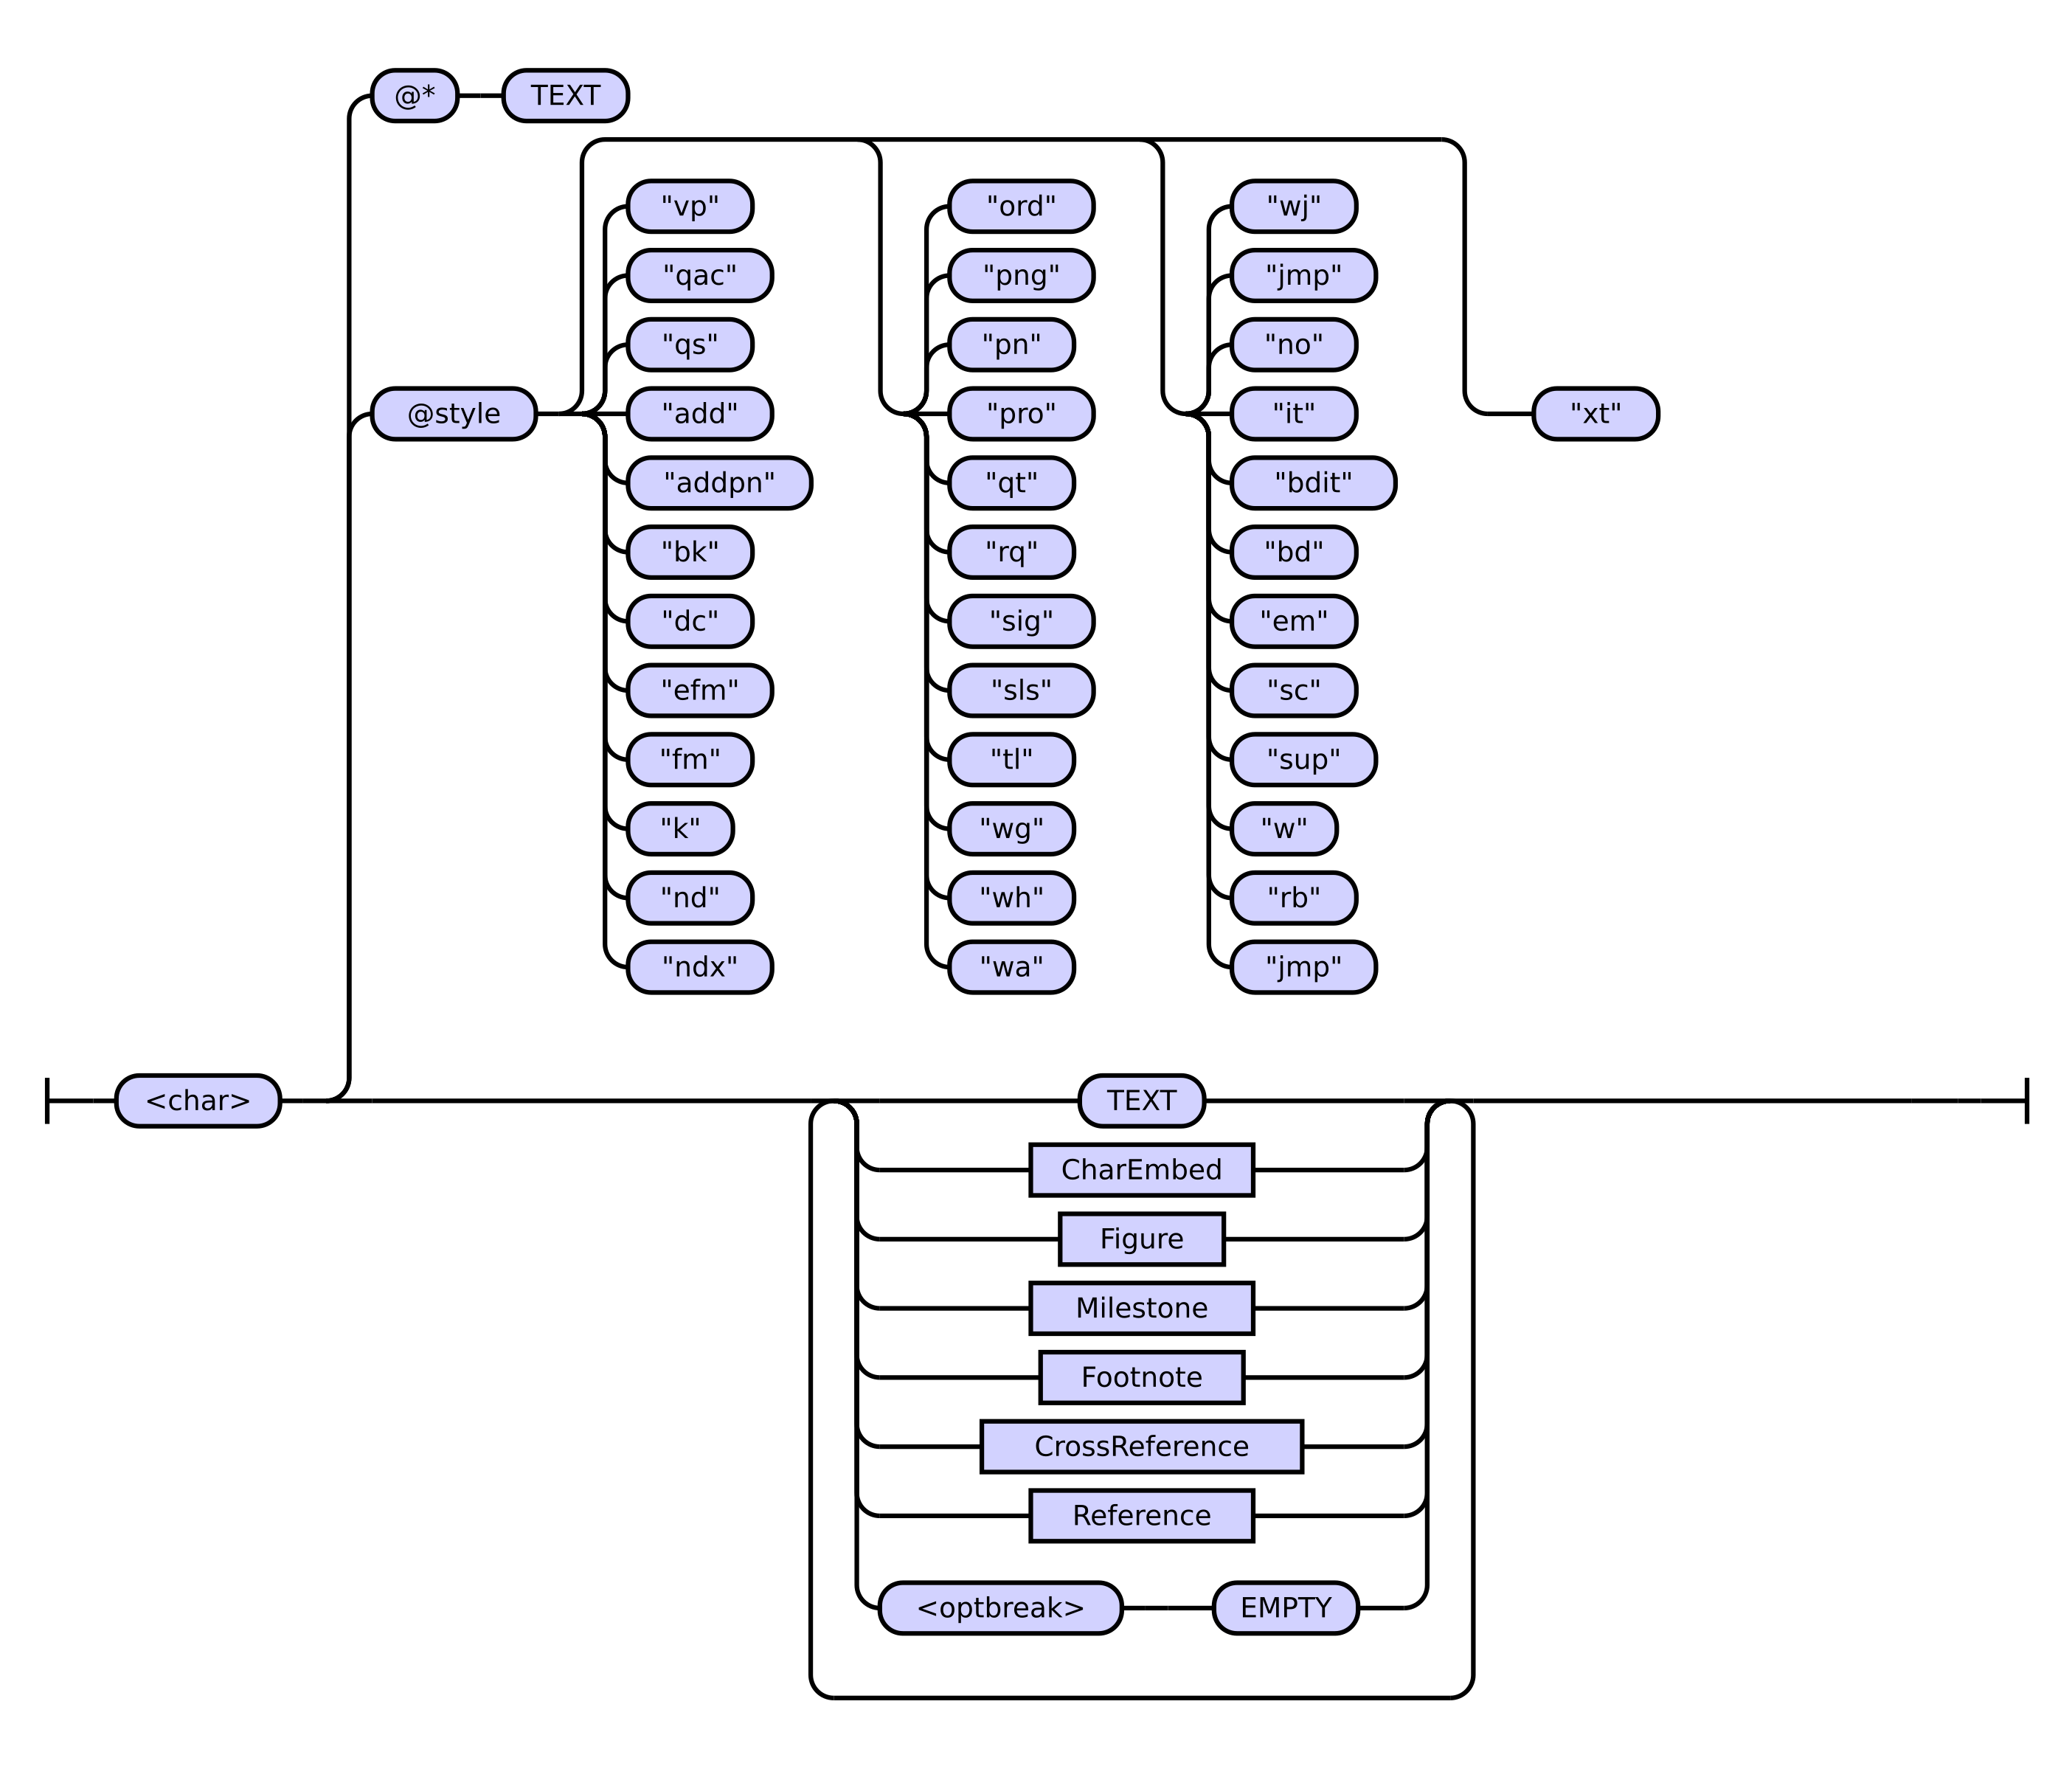 @* TEXT
"vp" "ord" "wj"
"qac" "png" "jmp"
"qs" "pn" "no"
@style "add" "pro" "it" "xt"
"addpn" "qt" "bdit"
"bk" "rq" "bd"
"dc" "sig" "em"
"efm" "sls" "sc"
"fm" "tl" "sup"
"k" "wg" "w"
"nd" "wh" "rb"
"ndx" "wa" "jmp"
<char> TEXT
CharEmbed
Figure
Milestone
Footnote
CrossReference
Reference
<optbreak> EMPTY